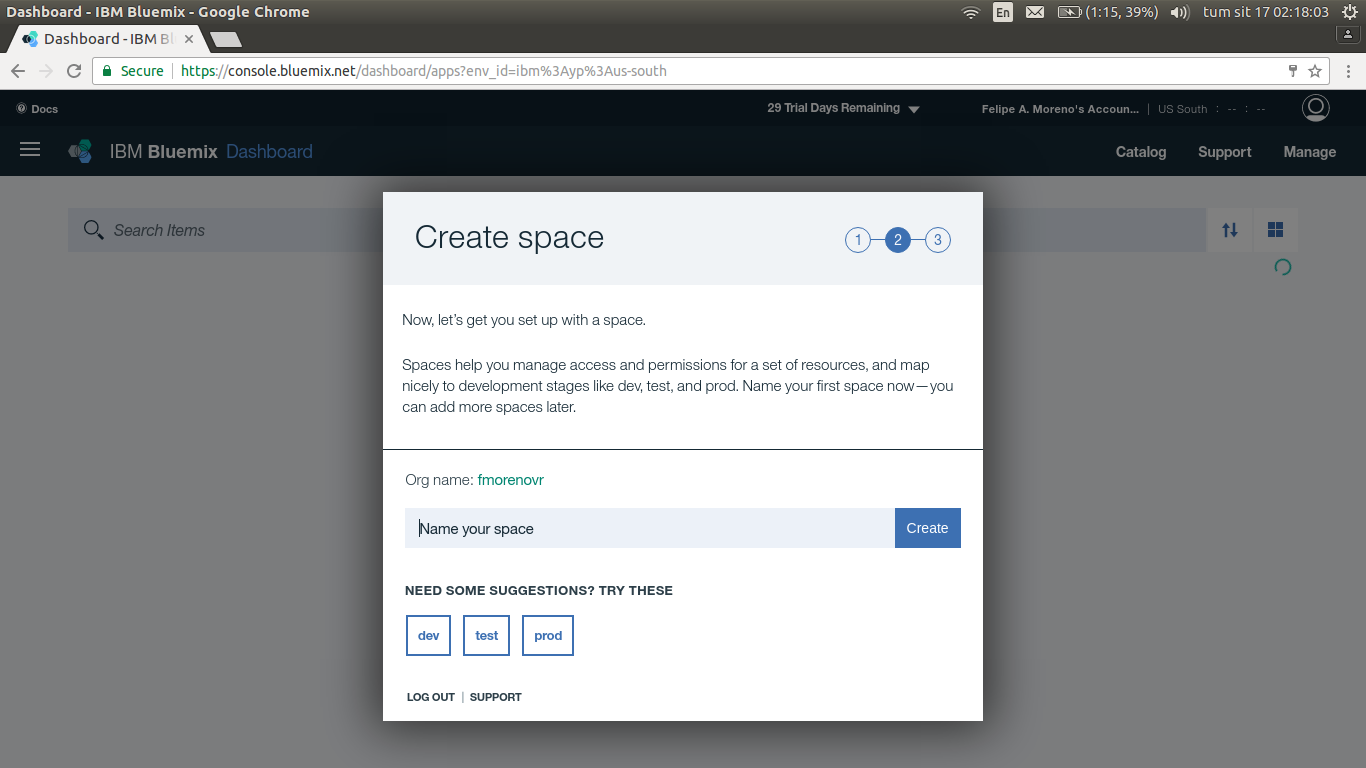 Dashboard - IBM Bluemix - Google Chrome
En
(1:15, 39%)
tum sit 17 02:18:03
Dashboard - IBM Bl
Secure
https://console.bluemix.net/dashboard/apps?env_id=ibm%3Ayp%3Aus-south
Docs
29 Trial Days Remaining
Felipe A. Moreno's Accoun... | US South : -- : --
IBM Bluemix Dashboard
Catalog
Support
Manage
Search Items
Create space
1
2
3
Now, let's get you set up with a space.
Spaces help you manage access and permissions for a set of resources, and map
nicely to development stages like dev, test, and prod. Name your first space now—you
can add more spaces later.
Org name: fmorenovr
Name your space
Create
NEED SOME SUGGESTIONS? TRY THESE
dev
test
prod
LOG OUT | SUPPORT